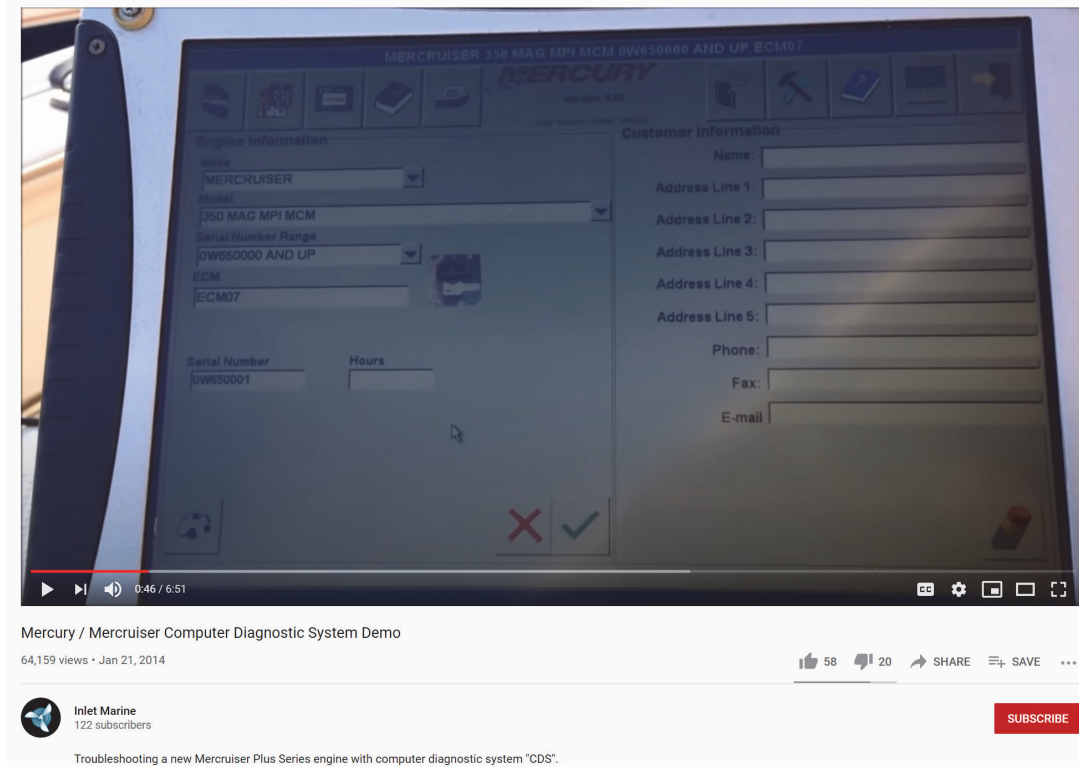 MERCRUISER 350 MAG MPI MCM 0W650000 AND UP ECM07
MERCURY
Engine Information
Make
MERCRUISER
Model
350 MAG MPI MCM
Serial Number Range
0W650000 AND UP
ECM
ECM07
Serial Number
Hours
0W650001
Customer Information
Name:
Address Line 1:
Address Line 2:
Address Line 3:
Address Line 4:
Address Line 5:
Phone:
Fax:
E-mail
0:46 / 6:51
CC
Mercury / Mercruiser Computer Diagnostic System Demo
64,159 views • Jan 21, 2014
58
20
SHARE
SAVE
Inlet Marine
122 subscribers
SUBSCRIBE
Troubleshooting a new Mercruiser Plus Series engine with computer diagnostic system "CDS".